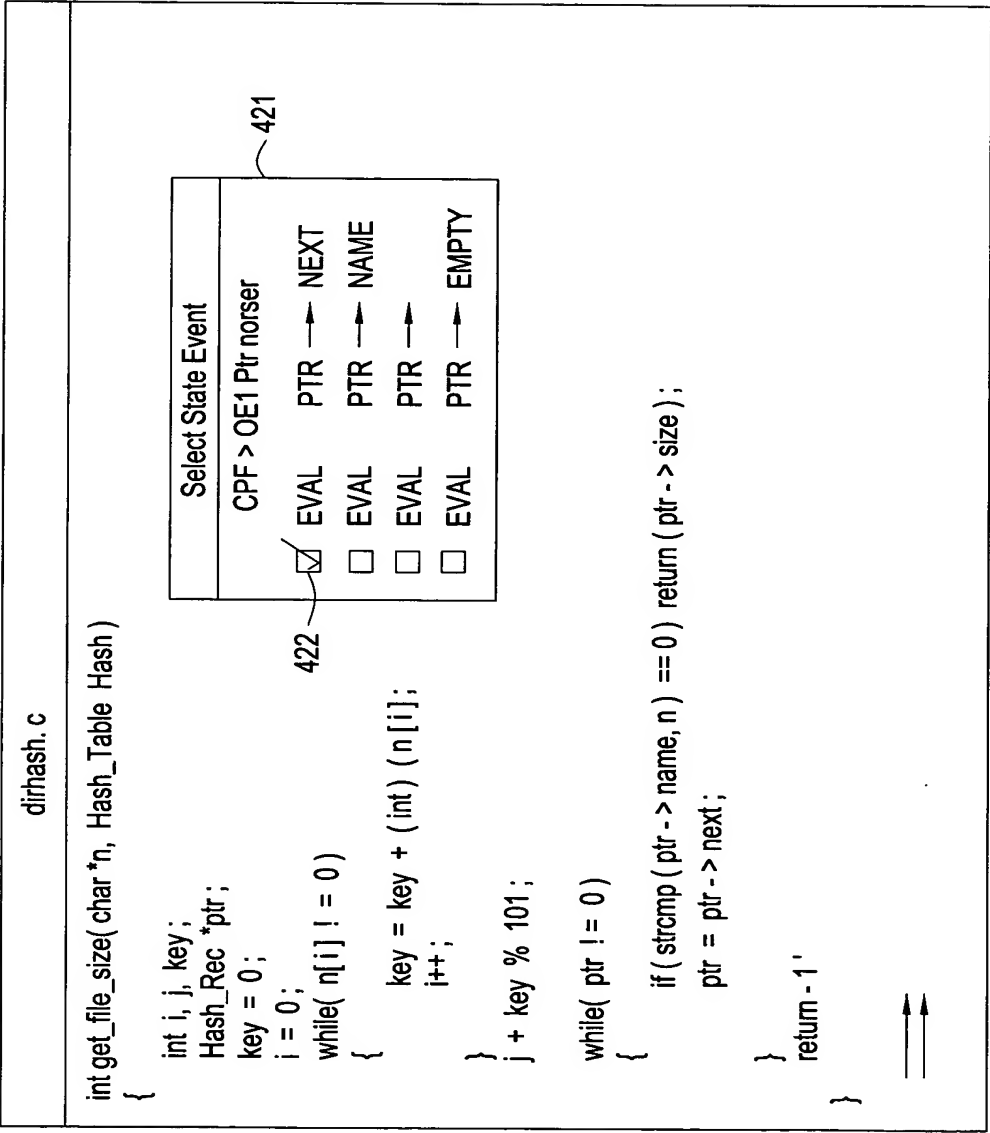 dirhash. c
int get_file_size( char *n, Hash_Table Hash )
{
int i, j, key ;
Hash_Rec *ptr ;
key = 0 ;
i = 0 ;
while( n[ i ] ! = 0 )
{
key = key + ( int ) ( n [ i ] ;
i++ ;
}
j + key % 101 ;
while( ptr ! = 0 )
{
if ( strcmp ( ptr - > name, n ) == 0 ) return ( ptr - > size ) ;
ptr = ptr - > next ;
}
return - 1 '
}
Select State Event
CPF > OE1 Ptr norser
EVAL PTR → NEXT
EVAL PTR → NAME
EVAL PTR →
EVAL PTR → EMPTY
421
422